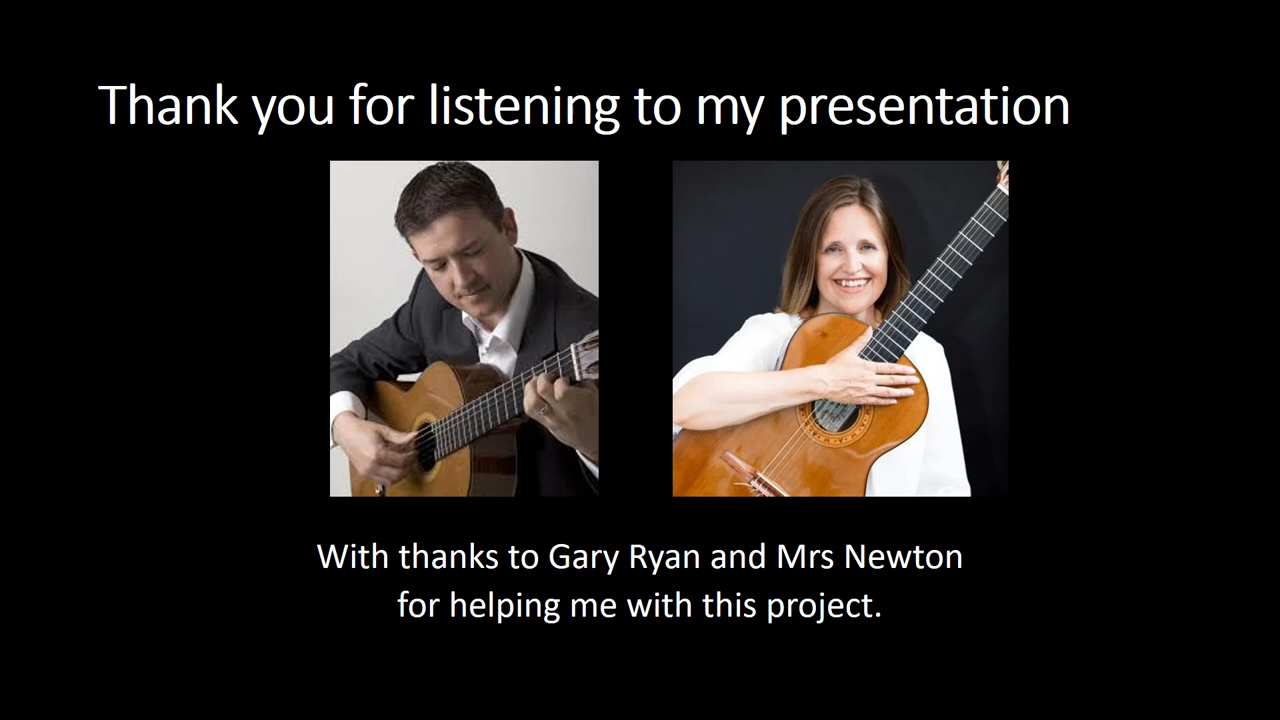 Thank you for listening to my presentation
With thanks to Gary Ryan and Mrs Newton
for helping me with this project.